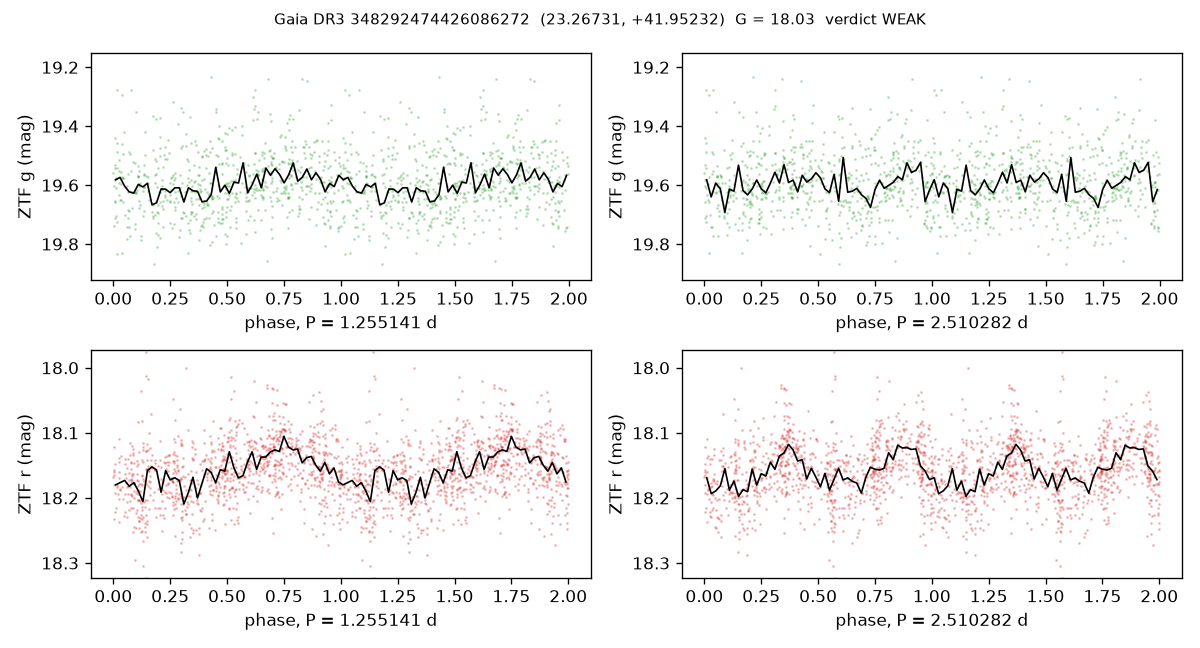 Gaia DR3 348292474426086272 (23.26731, +41.95232) G = 18.03 verdict WEAK
ZTF g (mag)
19.2
19.4
19.6
19.8
0.00 0.25 0.50 0.75 1.00 1.25 1.50 1.75 2.00
phase, P = 1.255141 d
ZTF g (mag)
19.2
19.4
19.6
19.8
0.00 0.25 0.50 0.75 1.00 1.25 1.50 1.75 2.00
phase, P = 2.510282 d
ZTF r (mag)
18.0
18.1
18.2
18.3
0.00 0.25 0.50 0.75 1.00 1.25 1.50 1.75 2.00
phase, P = 1.255141 d
ZTF r (mag)
18.0
18.1
18.2
18.3
0.00 0.25 0.50 0.75 1.00 1.25 1.50 1.75 2.00
phase, P = 2.510282 d